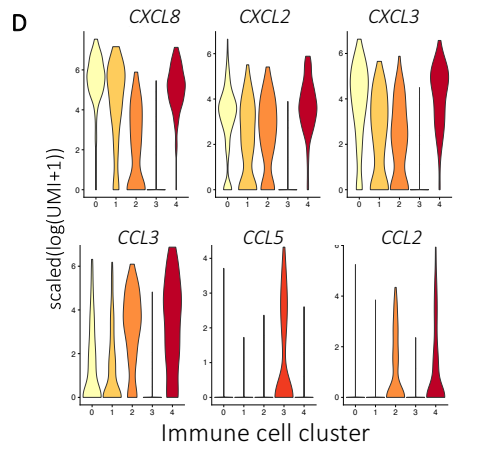 D
CXCL8 CXCL2 CXCL3
6 4 2 0
0 1 2 3 4
6 4 2 0
0 1 2 3 4
6 4 2 0
0 1 2 3 4
scaled(log(UMI+1))
CCL3 CCL5 CCL2
6 4 2 0
0 1 2 3 4
4 3 2 1 0
0 1 2 3 4
6 4 2 0
0 1 2 3 4
Immune cell cluster